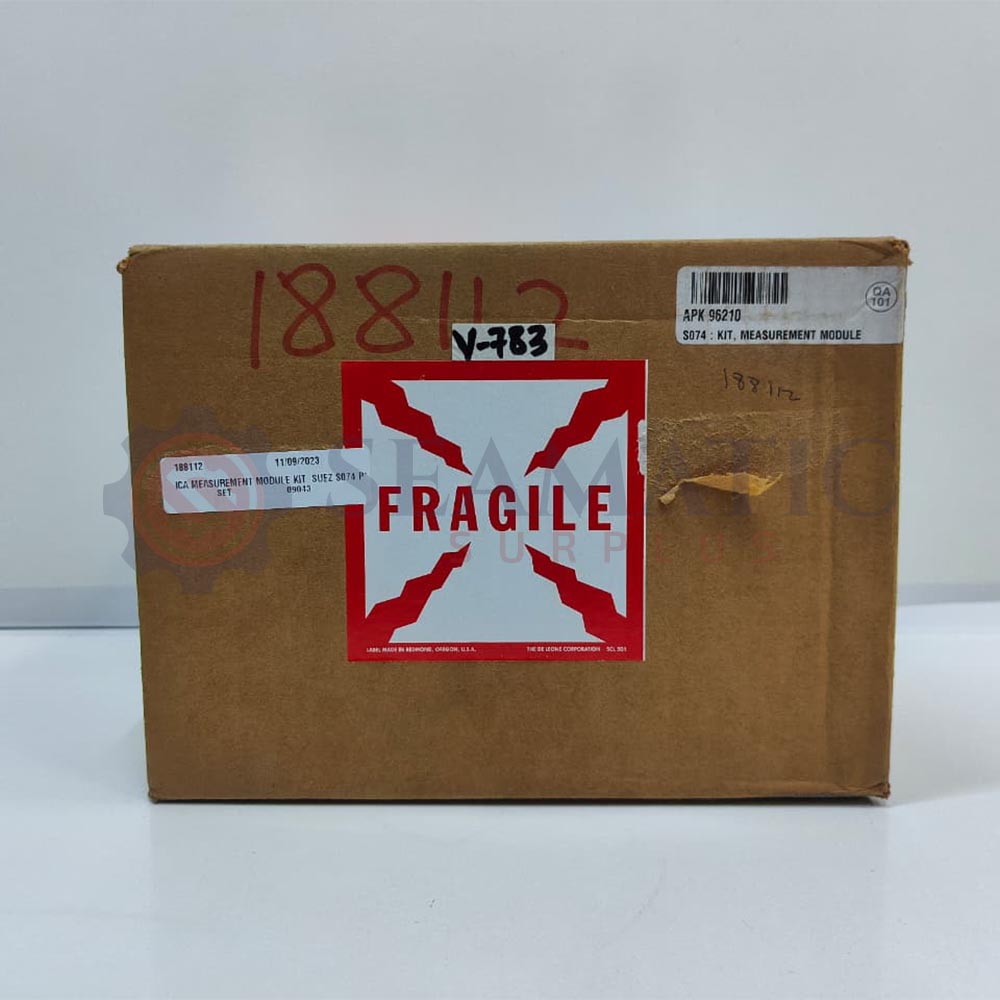 188112
V-783
QA
101
APK 96210
S074 : KIT, MEASUREMENT MODULE
188112
188112 11/09/2023
ICA MEASUREMENT MODULE KIT SUEZ S074 P
SET 09043
FRAGILE
SEAMATIC
SURPLUS
LABEL MADE IN REDMOND, OREGON, U.S.A. THE DE LEONE CORPORATION SCL 501